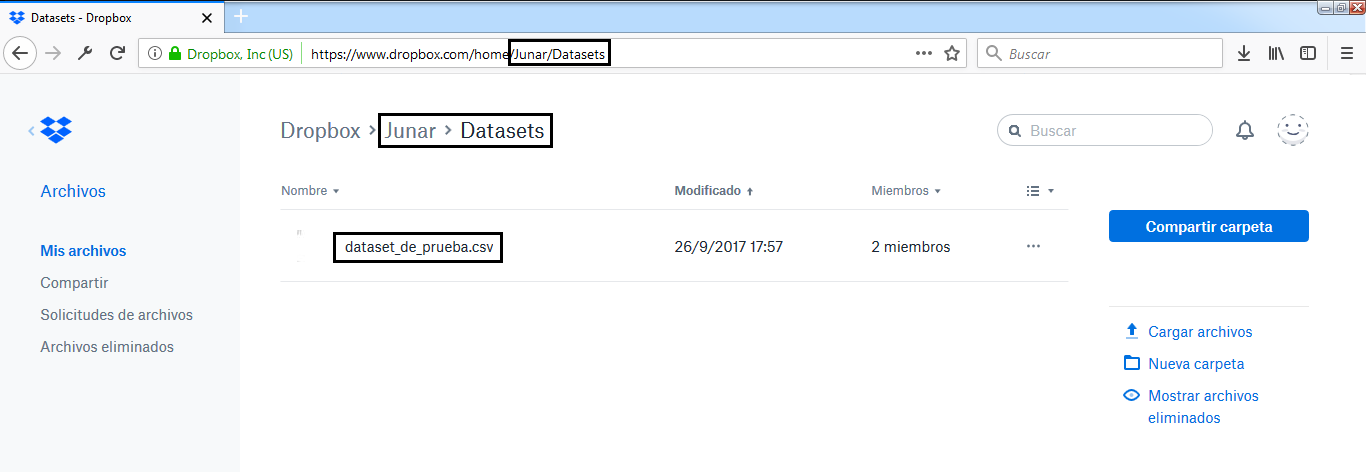 Datasets - Dropbox
Dropbox, Inc (US) https://www.dropbox.com/home/Junar/Datasets
Buscar
Dropbox > Junar > Datasets
Buscar
Archivos
Mis archivos
Compartir
Solicitudes de archivos
Archivos eliminados
Nombre Modificado Miembros
dataset_de_prueba.csv 26/9/2017 17:57 2 miembros
Compartir carpeta
Cargar archivos
Nueva carpeta
Mostrar archivos
eliminados